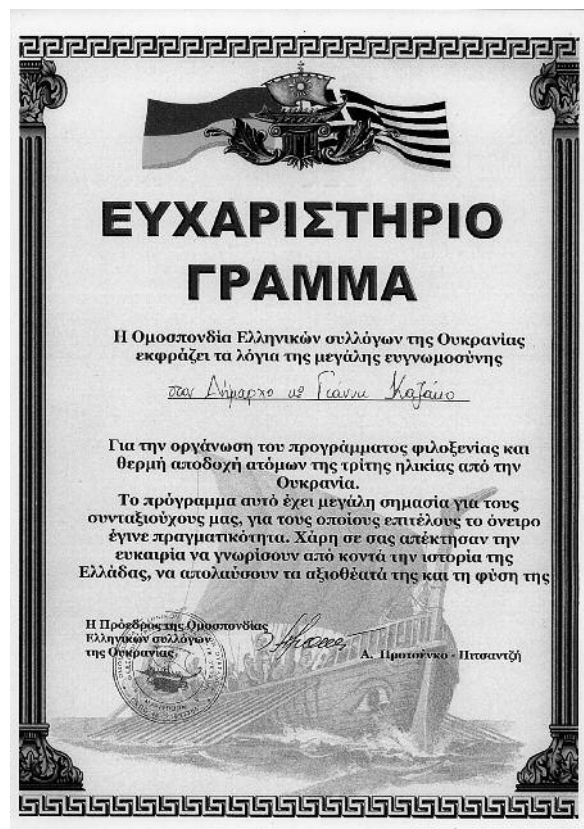 ΕΥΧΑΡΙΣΤΗΡΙΟ
ΓΡΑΜΜΑ
Η Ομοσπονδία Ελληνικών συλλόγων της Ουκρανίας
εκφράζει τα λόγια της μεγάλης ευγνωμοσύνης
στον Δήμαρχο κο Γιάννη Καζάκο
Για την οργάνωση του προγράμματος φιλοξενίας και
θερμή αποδοχή ατόμων της τρίτης ηλικίας από την
Ουκρανία.
Το πρόγραμμα αυτό έχει μεγάλη σημασία για τους
συνταξιούχους μας, για τους οποίους επιτέλους το όνειρο
έγινε πραγματικότητα. Χάρη σε σας απέκτησαν την
ευκαιρία να γνωρίσουν από κοντά την ιστορία της
Ελλάδας, να απολαύσουν τα αξιοθέατά της και τη φύση της
Η Πρόεδρος της Ομοσπονδίας
Ελληνικών συλλόγων
της Ουκρανίας
Α. Προτσένκο - Πιτσαντζή